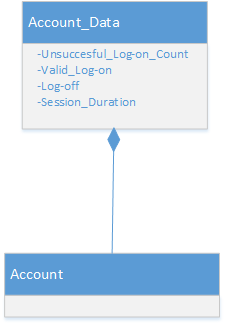 Account_Data
-Unsuccesful_Log-on_Count
-Valid_Log-on
-Log-off
-Session_Duration
Account